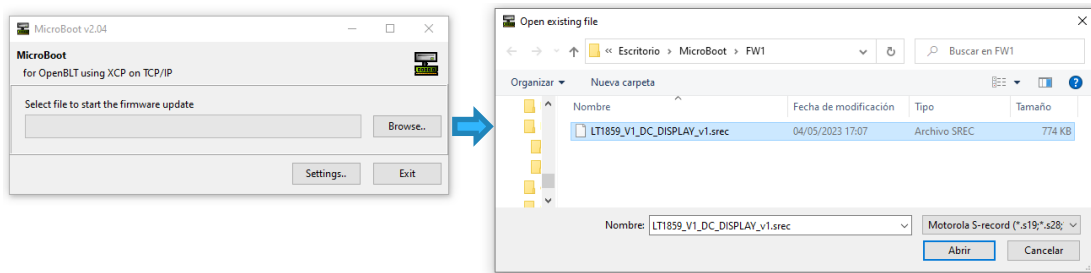 MicroBoot v2.04
MicroBoot
for OpenBLT using XCP on TCP/IP
Select file to start the firmware update
Browse..
Settings..
Exit
Open existing file
« Escritorio › MicroBoot › FW1
Buscar en FW1
Organizar
Nueva carpeta
Nombre Fecha de modificación Tipo Tamaño
LT1859_V1_DC_DISPLAY_v1.srec 04/05/2023 17:07 Archivo SREC 774 KB
Nombre: LT1859_V1_DC_DISPLAY_v1.srec
Motorola S-record (*.s19;*.s28;
Abrir
Cancelar